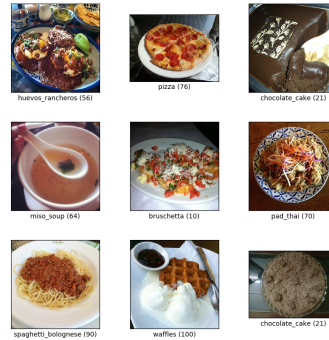 huevos_rancheros (56)
pizza (76)
chocolate_cake (21)
miso_soup (64)
bruschetta (10)
pad_thai (70)
spaghetti_bolognese (90)
waffles (100)
chocolate_cake (21)